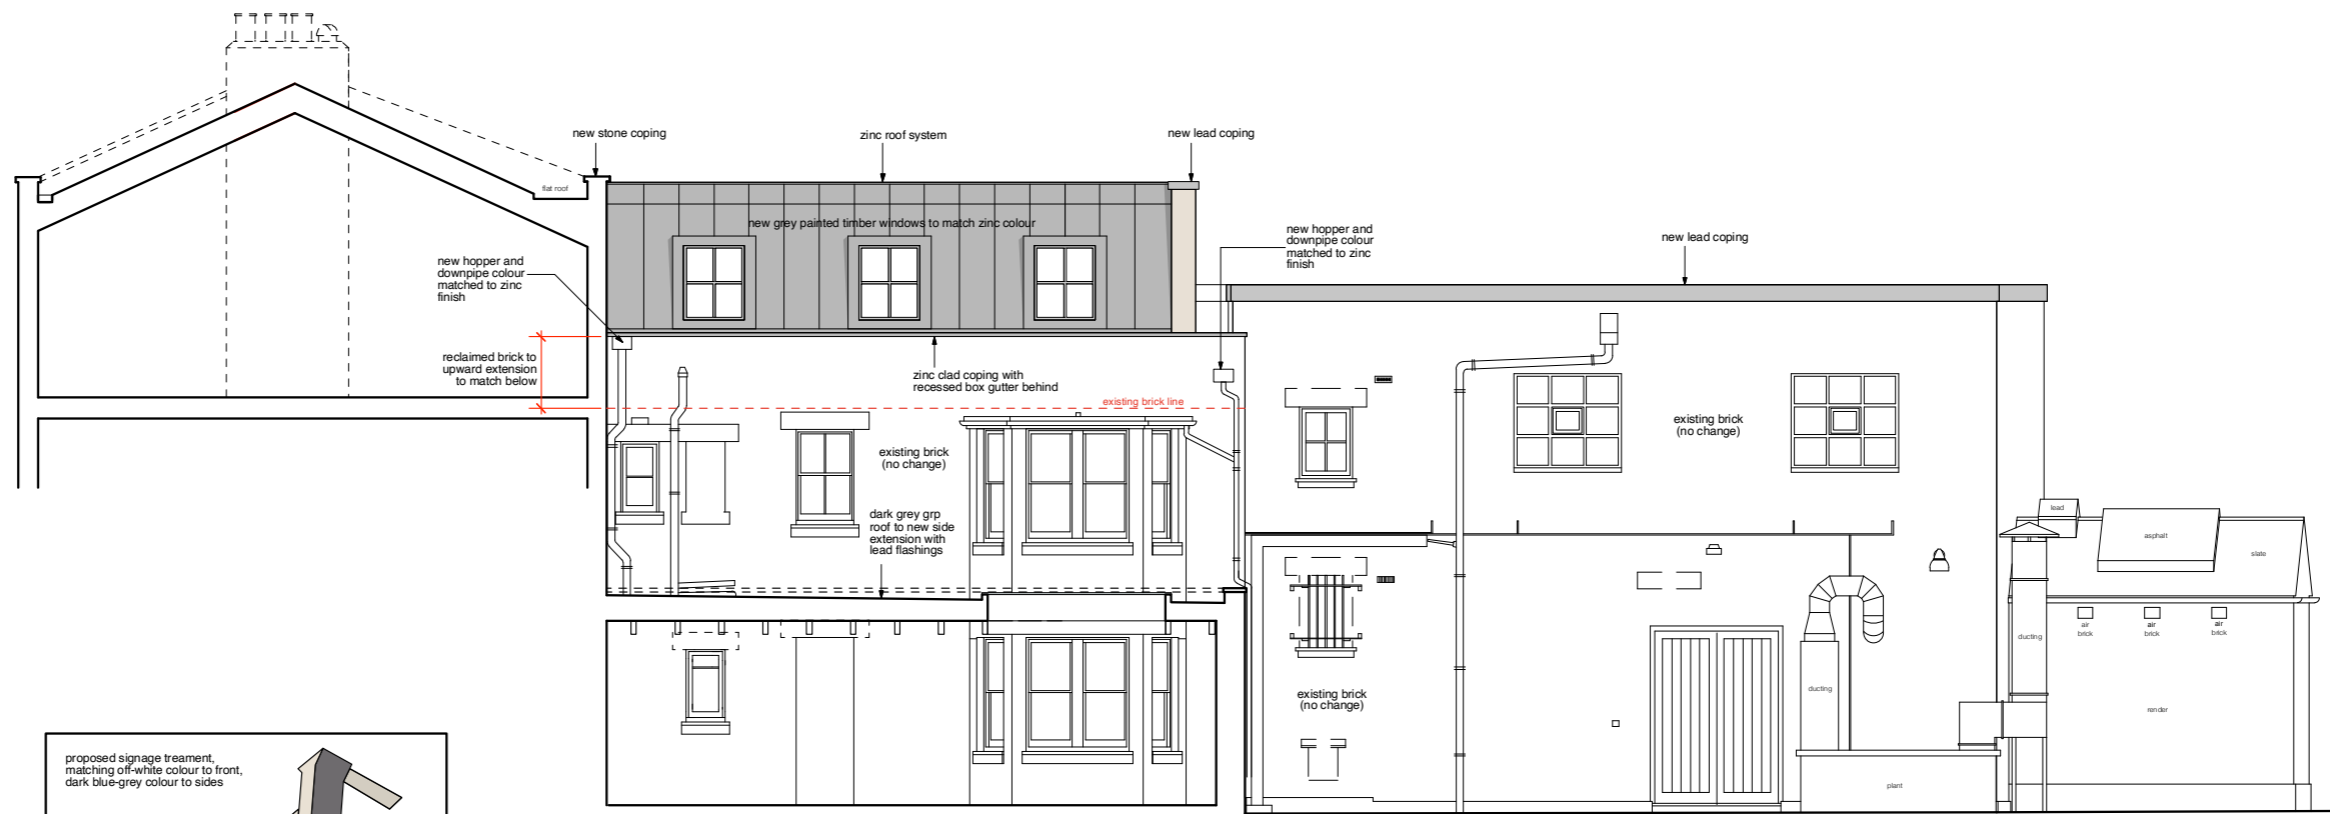 new stone coping
zinc roof system
new lead coping
flat roof
new grey painted timber windows to match zinc colour
new hopper and
downpipe colour
matched to zinc
finish
new lead coping
new hopper and
downpipe colour
matched to zinc
finish
reclaimed brick to
upward extension
to match below
zinc clad coping with
recessed box gutter behind
existing brick line
existing brick
(no change)
existing brick
(no change)
dark grey grp
roof to new side
extension with
lead flashings
lead
asphalt
slate
air
brick
air
brick
air
brick
ducting
ducting
existing brick
(no change)
render
plant
proposed signage treament,
matching off-white colour to front,
dark blue-grey colour to sides